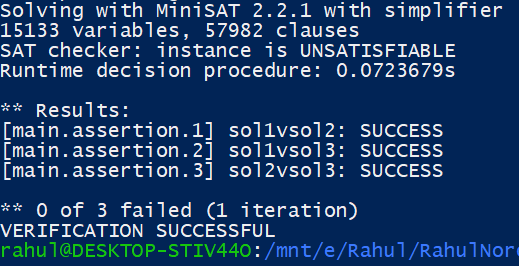 Solving with MiniSAT 2.2.1 with simplifier
15133 variables, 57982 clauses
SAT checker: instance is UNSATISFIABLE
Runtime decision procedure: 0.0723679s
** Results:
[main.assertion.1] sol1vsol2: SUCCESS
[main.assertion.2] sol1vsol3: SUCCESS
[main.assertion.3] sol2vsol3: SUCCESS
** 0 of 3 failed (1 iteration)
VERIFICATION SUCCESSFUL
rahul@DESKTOP-STIV44O:/mnt/e/Rahul/RahulNor